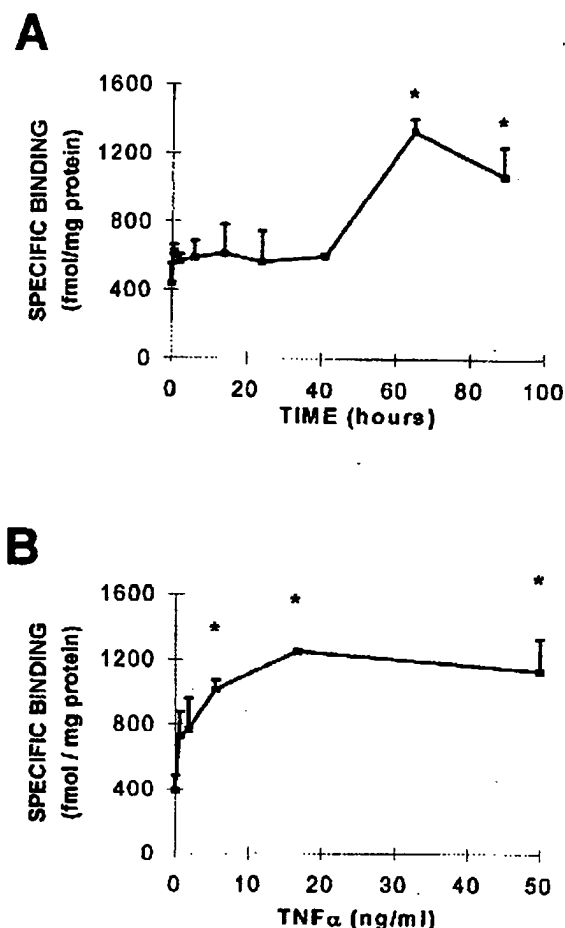 A
SPECIFIC BINDING
(fmol/mg protein)
1600
1200
800
400
0
* *
0 20 40 60 80 100
TIME (hours)
B
SPECIFIC BINDING
(fmol / mg protein)
1600
1200
800
400
0
* * *
0 10 20 30 40 50
TNFα (ng/ml)